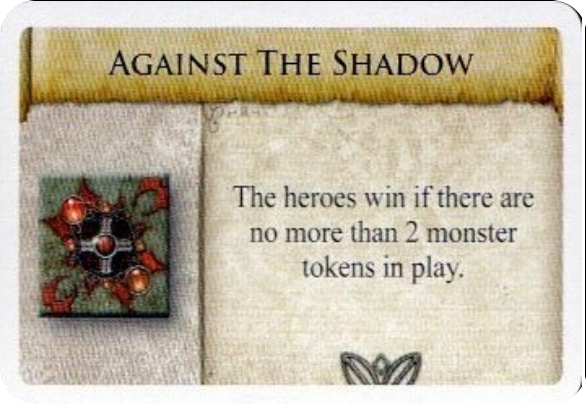 AGAINST THE SHADOW
The heroes win if there are
no more than 2 monster
tokens in play.